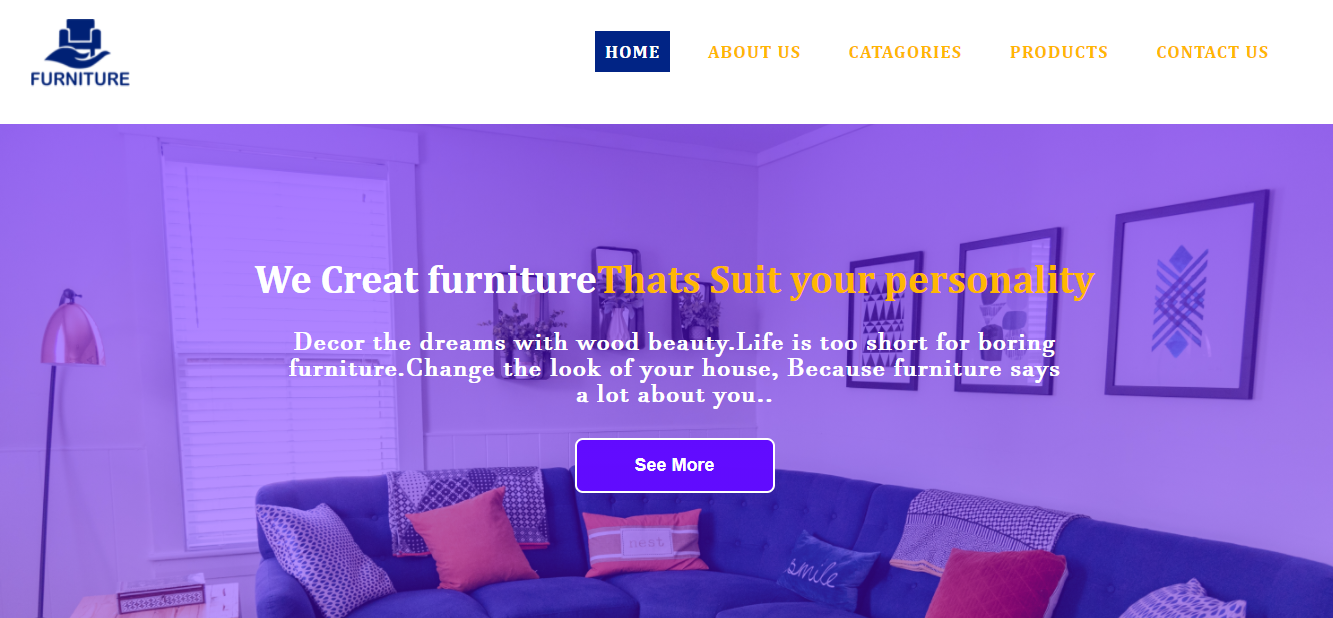 FURNITURE
HOME ABOUT US CATAGORIES PRODUCTS CONTACT US
We Creat furnitureThats Suit your personality
Decor the dreams with wood beauty.Life is too short for boring
furniture.Change the look of your house, Because furniture says
a lot about you..
See More
nest
smile